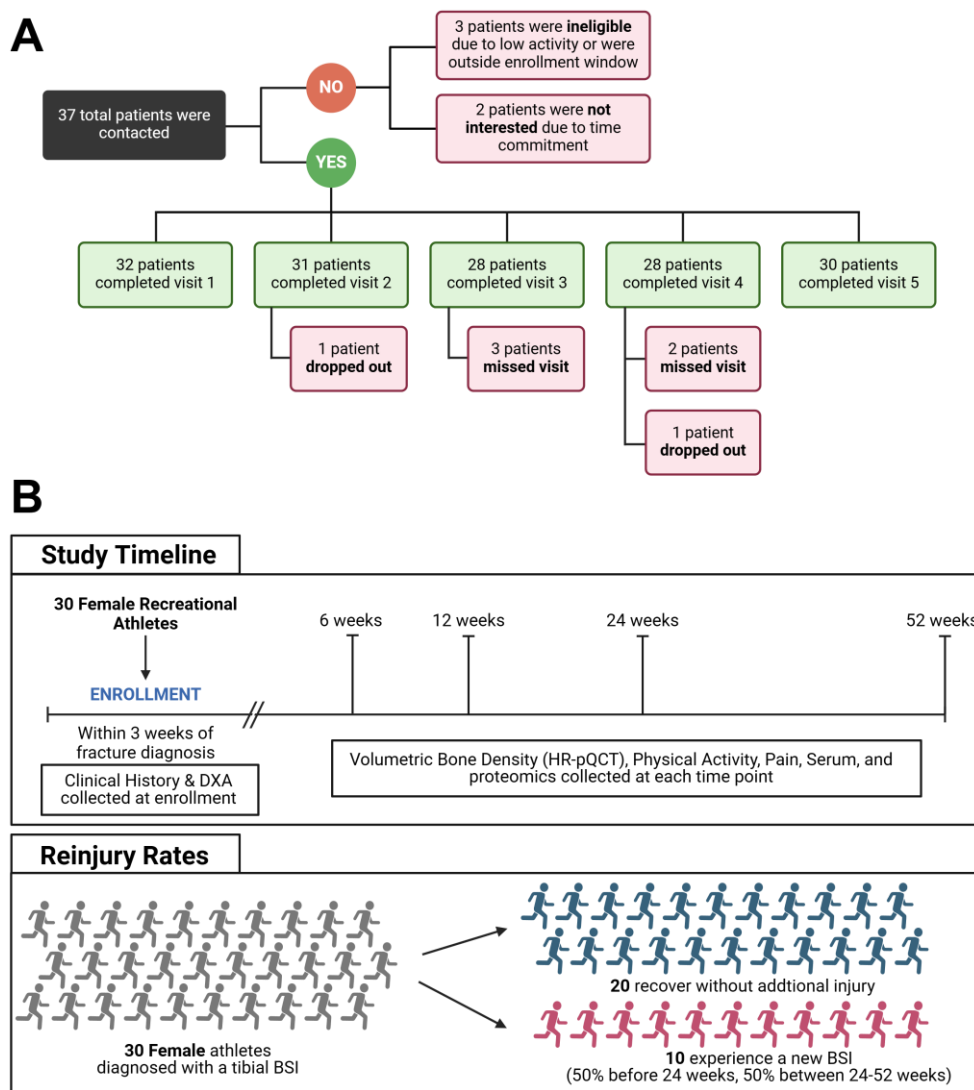 A
3 patients were ineligible
due to low activity or were
outside enrollment window
NO
37 total patients were
contacted
2 patients were not
interested due to time
commitment
YES
32 patients
completed visit 1
31 patients
completed visit 2
28 patients
completed visit 3
28 patients
completed visit 4
30 patients
completed visit 5
1 patient
dropped out
3 patients
missed visit
2 patients
missed visit
1 patient
dropped out
B
Study Timeline
30 Female Recreational
Athletes
6 weeks
12 weeks
24 weeks
52 weeks
ENROLLMENT
Within 3 weeks of
fracture diagnosis
Clinical History & DXA
collected at enrollment
Volumetric Bone Density (HR-pQCT), Physical Activity, Pain, Serum, and
proteomics collected at each time point
Reinjury Rates
20 recover without addtional injury
30 Female athletes
diagnosed with a tibial BSI
10 experience a new BSI
(50% before 24 weeks, 50% between 24-52 weeks)